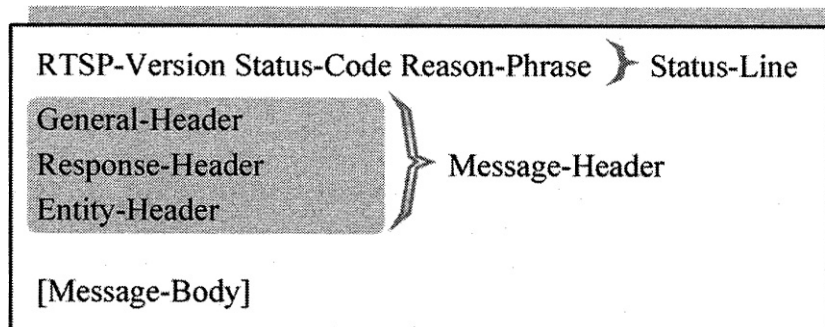 RTSP-Version Status-Code Reason-Phrase Status-Line
General-Header
Response-Header Message-Header
Entity-Header
[Message-Body]